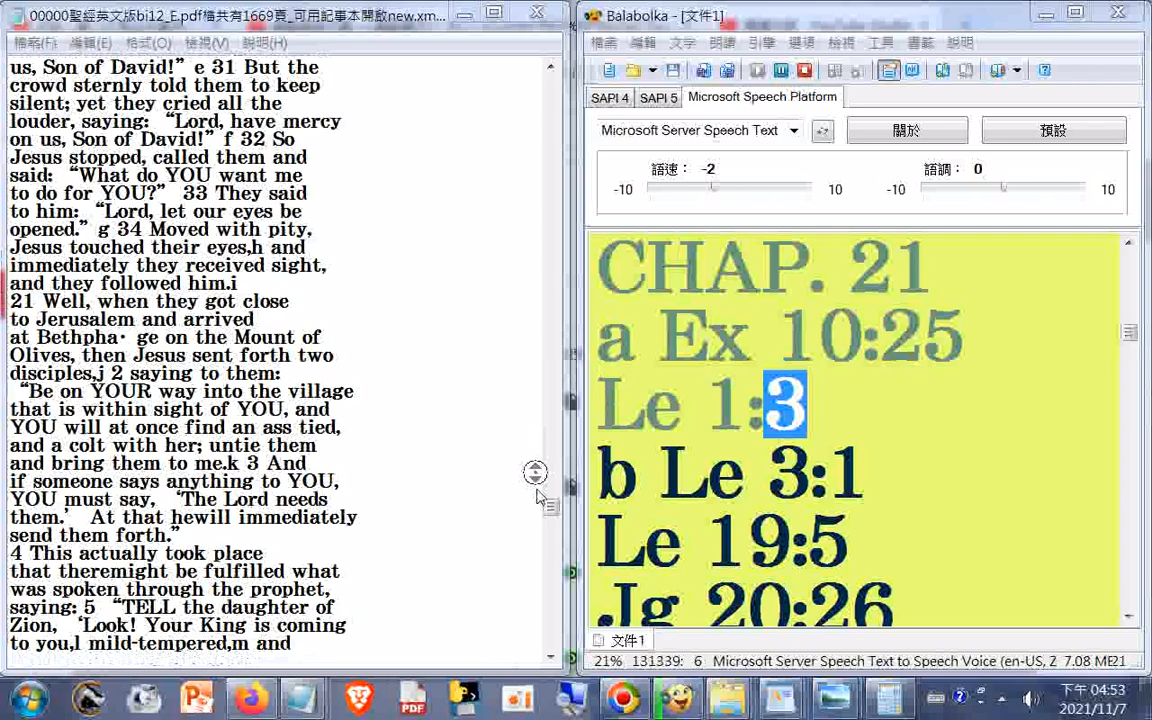 00000聖經英文版bi12_E.pdf檔共有1669頁_可用記事本開啟new.xm...
檔案(F) 編輯(E) 格式(O) 檢視(V) 說明(H)
us, Son of David!” e 31 But the
crowd sternly told them to keep
silent; yet they cried all the
louder, saying: “Lord, have mercy
on us, Son of David!” f 32 So
Jesus stopped, called them and
said: “What do YOU want me
to do for YOU?” 33 They said
to him: “Lord, let our eyes be
opened.” g 34 Moved with pity,
Jesus touched their eyes,h and
immediately they received sight,
and they followed him.i
21 Well, when they got close
to Jerusalem and arrived
at Bethpha· ge on the Mount of
Olives, then Jesus sent forth two
disciples,j 2 saying to them:
“Be on YOUR way into the village
that is within sight of YOU, and
YOU will at once find an ass tied,
and a colt with her; untie them
and bring them to me.k 3 And
if someone says anything to YOU,
YOU must say, ‘The Lord needs
them.’ At that hewill immediately
send them forth.”
4 This actually took place
that theremight be fulfilled what
was spoken through the prophet,
saying: 5 “TELL the daughter of
Zion, ‘Look! Your King is coming
to you,l mild-tempered,m and
Balabolka - [文件1]
檔案 編輯 文字 朗讀 引擎 選項 檢視 工具 書籤 說明
SAPI 4 SAPI 5 Microsoft Speech Platform
Microsoft Server Speech Text 關於 預設
語速： -2 語調： 0
-10 10 -10 10
CHAP. 21
a Ex 10:25
Le 1:3
b Le 3:1
Le 19:5
Jg 20:26
文件1
21% 131339: 6 Microsoft Server Speech Text to Speech Voice (en-US, Z 7.08 ME21
PDF
下午 04:53
2021/11/7